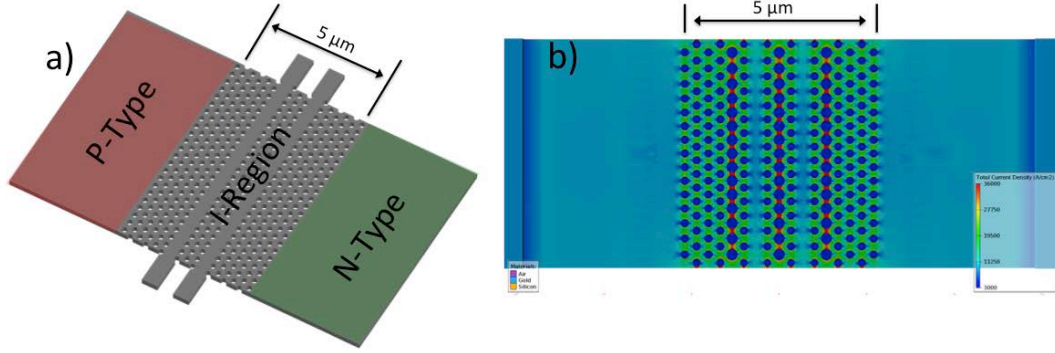 a)
5 μm
P-Type
I-Region
N-Type
b)
5 μm
Total Current Density (A/cm2)
36000
27750
19500
11250
3000
Materials:
Air
Gold
Silicon